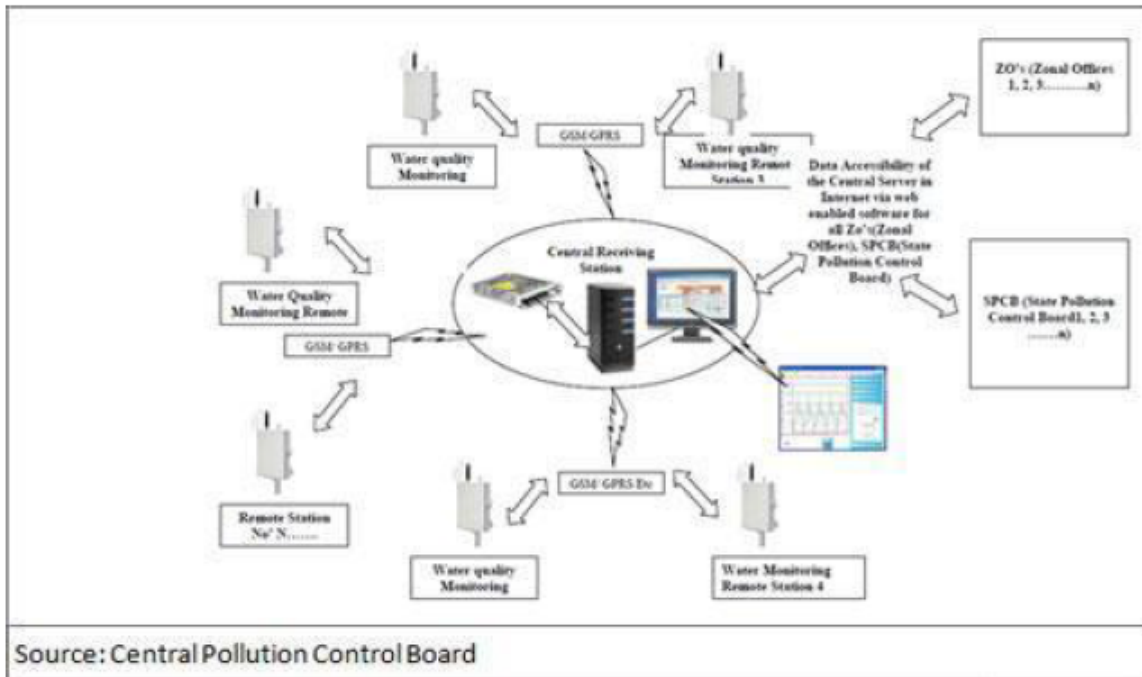 ZO's (Zonal Offices
1, 2, 3...........n)
GSM/GPRS
Water quality
Monitoring
Water quality
Monitoring Remot
Station 3
Data Accessibility of
the Central Server in
Internet via web
enabled software for
all Zo's(Zonal
Offices), SPCB(State
Pollution Control
Board)
Central Receiving
Station
Water Quality
Monitoring Remote
SPCB (State Pollution
Control Board1, 2, 3
.......n)
GSM/ GPRS
Remote Station
No' N.......
GSM/ GPRS De
Water quality
Monitoring
Water Monitoring
Remote Station 4
Source: Central Pollution Control Board